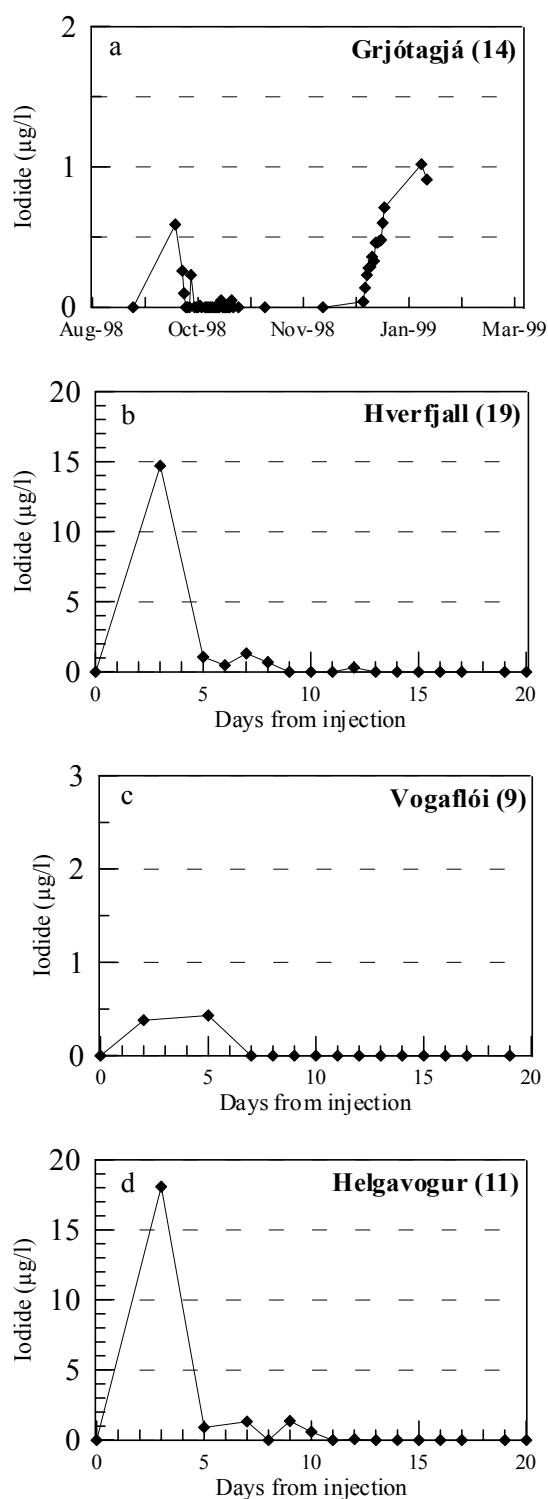 a Grjótagjá (14)
Iodide (µg/l)
2
1
0
Aug-98 Oct-98 Nov-98 Jan-99 Mar-99
b Hverfjall (19)
Iodide (µg/l)
20
15
10
5
0
0 5 10 15 20
Days from injection
c Vogaflói (9)
Iodide (µg/l)
3
2
1
0
0 5 10 15 20
Days from injection
d Helgavogur (11)
Iodide (µg/l)
20
15
10
5
0
0 5 10 15 20
Days from injection